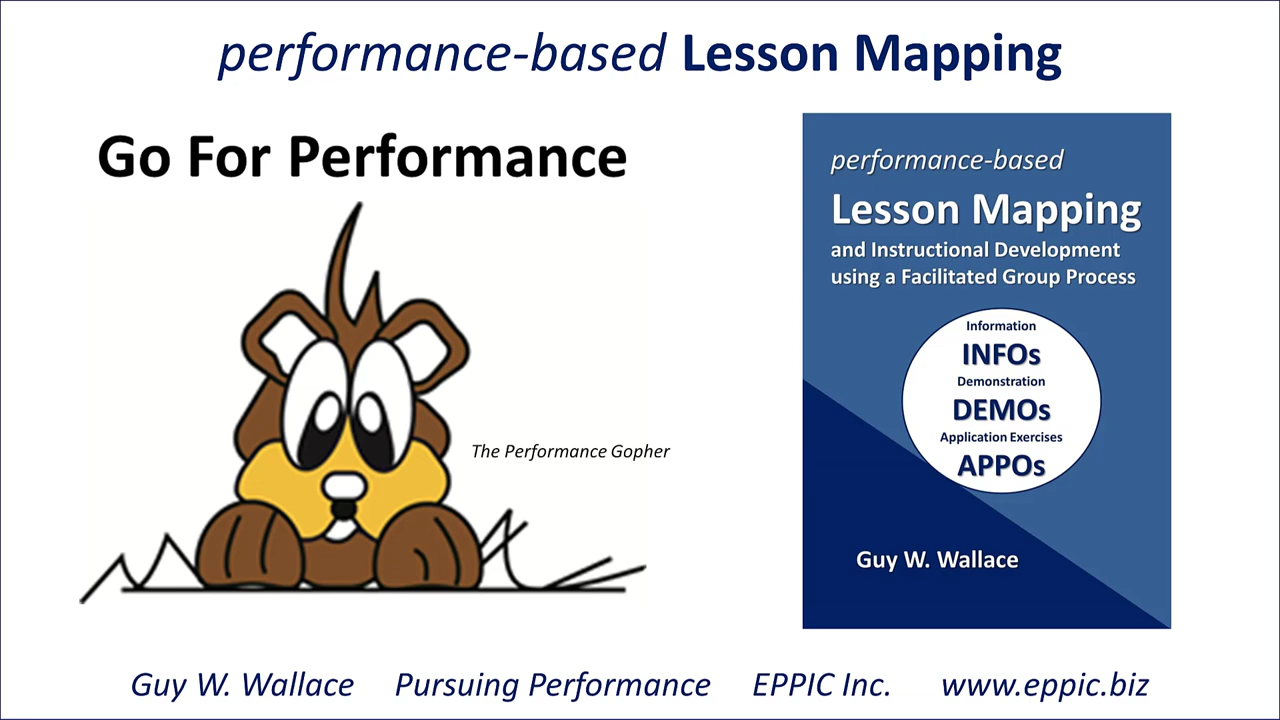 performance-based Lesson Mapping
Go For Performance
The Performance Gopher
performance-based
Lesson Mapping
and Instructional Development
using a Facilitated Group Process
Information
INFOs
Demonstration
DEMOs
Application Exercises
APPOs
Guy W. Wallace
Guy W. Wallace Pursuing Performance EPPIC Inc. www.eppic.biz